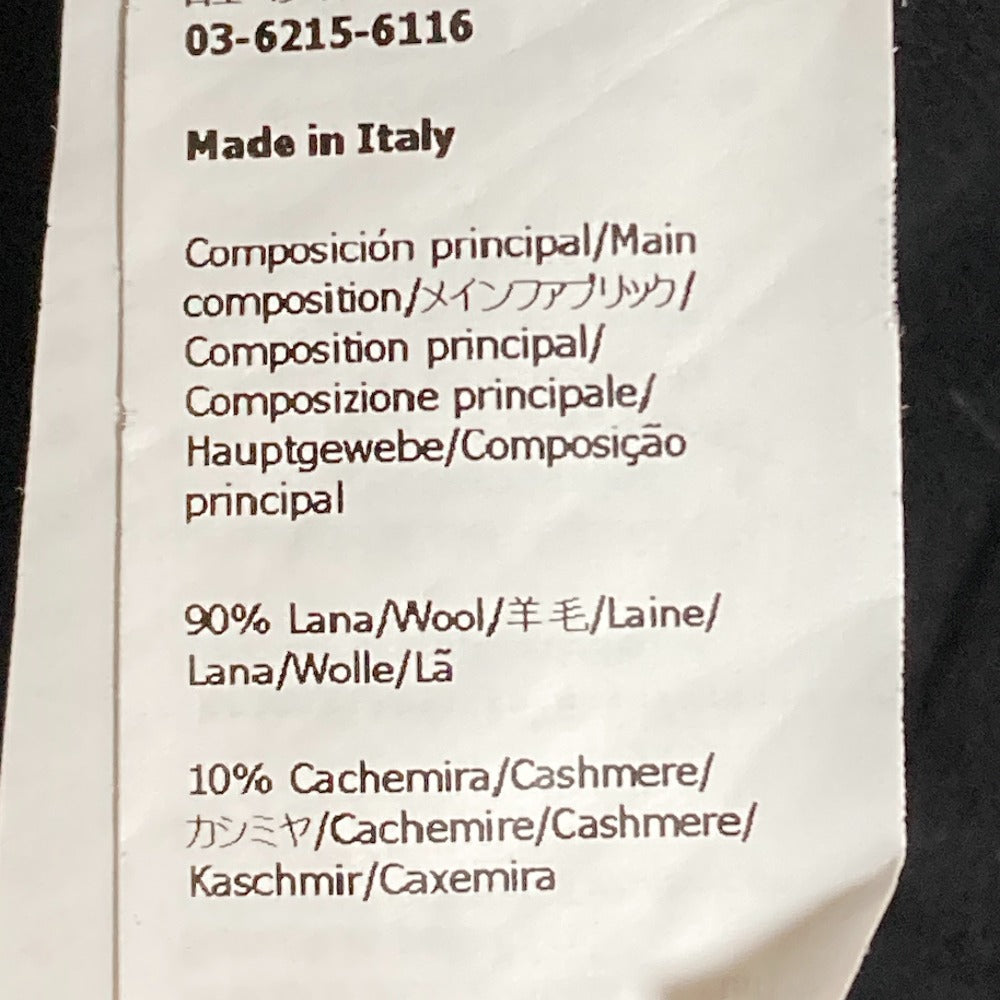 03-6215-6116
Made in Italy
Composición principal/Main
composition/メインファブリック/
Composition principal/
Composizione principale/
Hauptgewebe/Composição
principal
90% Lana/Wool/羊毛/Laine/
Lana/Wolle/Lã
10% Cachemira/Cashmere/
カシミヤ/Cachemire/Cashmere/
Kaschmir/Caxemira